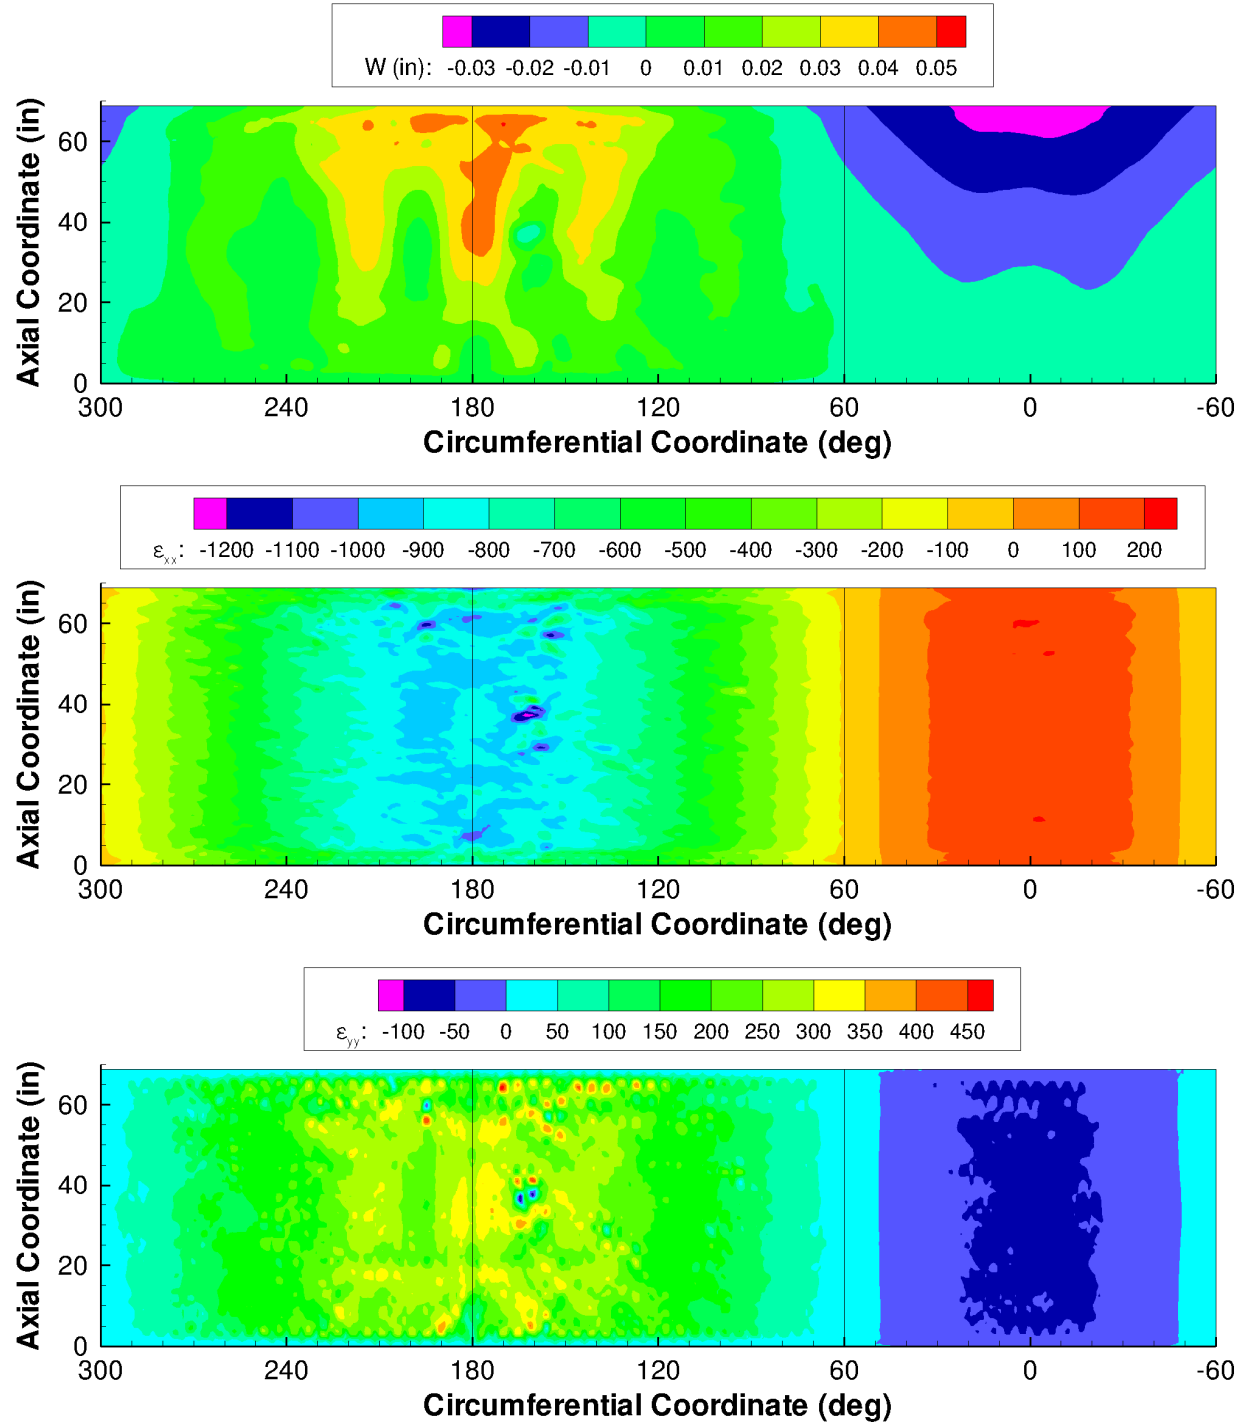 W (in): -0.03 -0.02 -0.01 0 0.01 0.02 0.03 0.04 0.05
Axial Coordinate (in)
60
40
20
0
300 240 180 120 60 0 -60
Circumferential Coordinate (deg)
εxx: -1200 -1100 -1000 -900 -800 -700 -600 -500 -400 -300 -200 -100 0 100 200
Axial Coordinate (in)
60
40
20
0
300 240 180 120 60 0 -60
Circumferential Coordinate (deg)
εyy: -100 -50 0 50 100 150 200 250 300 350 400 450
Axial Coordinate (in)
60
40
20
0
300 240 180 120 60 0 -60
Circumferential Coordinate (deg)